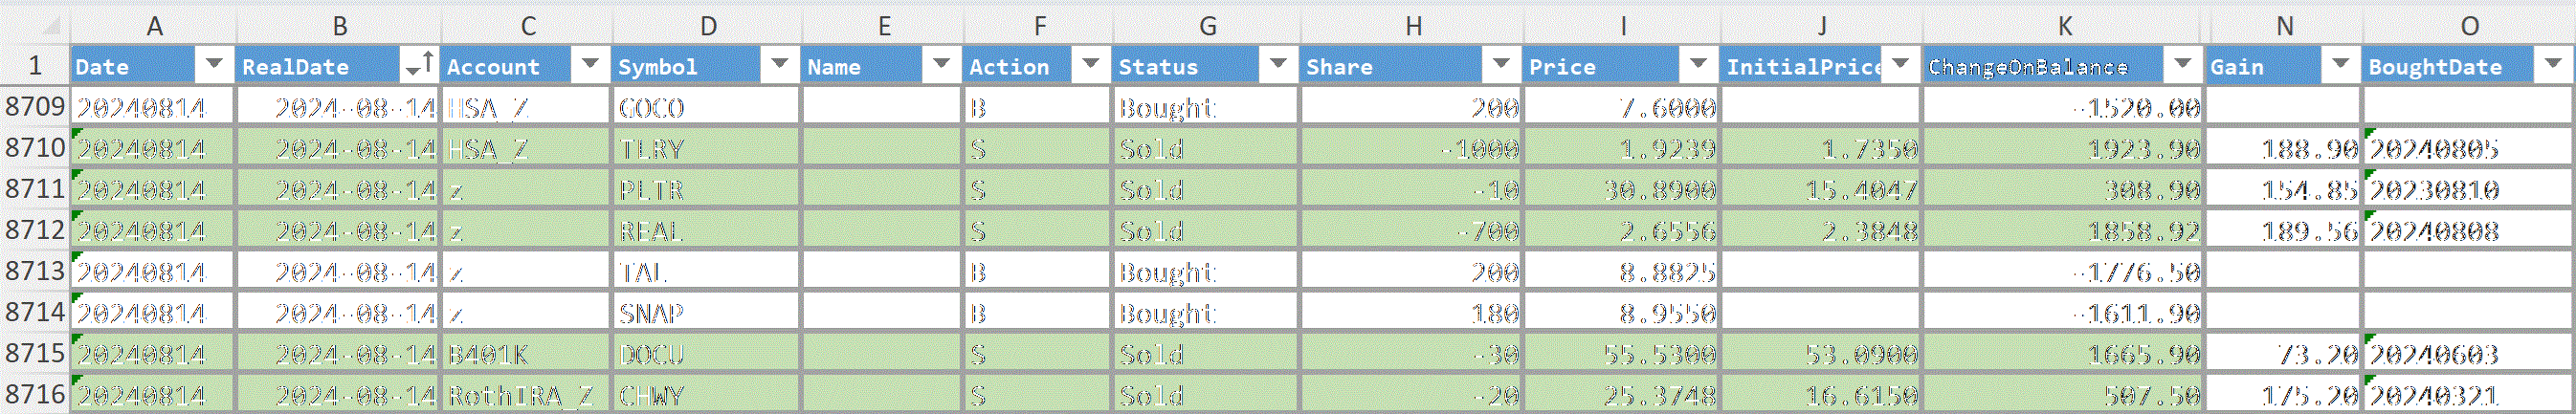 A B C D E F G H I J K N O
1 Date RealDate Account Symbol Name Action Status Share Price InitialPrice ChangeOnBalance Gain BoughtDate
8709 20240814 2024-08-14 HSA_Z GOCO B Bought 200 7.6000 -1520.00
8710 20240814 2024-08-14 HSA_Z TLRY S Sold -1000 1.9239 1.7350 1923.90 188.90 20240805
8711 20240814 2024-08-14 z PLTR S Sold -10 30.8900 15.4047 308.90 154.85 20230810
8712 20240814 2024-08-14 z REAL S Sold -700 2.6556 2.3848 1858.92 189.56 20240808
8713 20240814 2024-08-14 z TAL B Bought 200 8.8825 -1776.50
8714 20240814 2024-08-14 z SNAP B Bought 180 8.9550 -1611.90
8715 20240814 2024-08-14 B401K DOCU S Sold -30 55.5300 53.0900 1665.90 73.20 20240603
8716 20240814 2024-08-14 RothIRA_Z CHWY S Sold -20 25.3748 16.6150 507.50 175.20 20240321